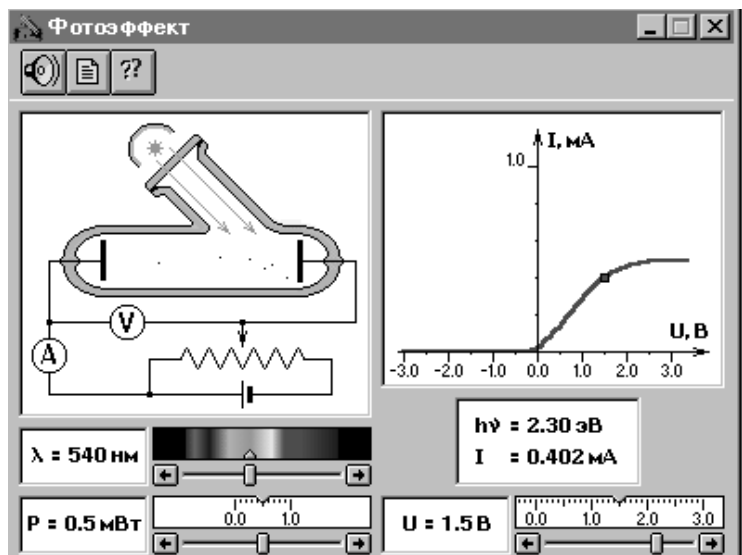 Фотоэффект
??
I, мА
1.0
U, В
-3.0 -2.0 -1.0 0.0 1.0 2.0 3.0
V
A
hν = 2.30 эВ
I = 0.402 мА
λ = 540 нм
P = 0.5 мВт
0.0 1.0
U = 1.5 В
0.0 1.0 2.0 3.0